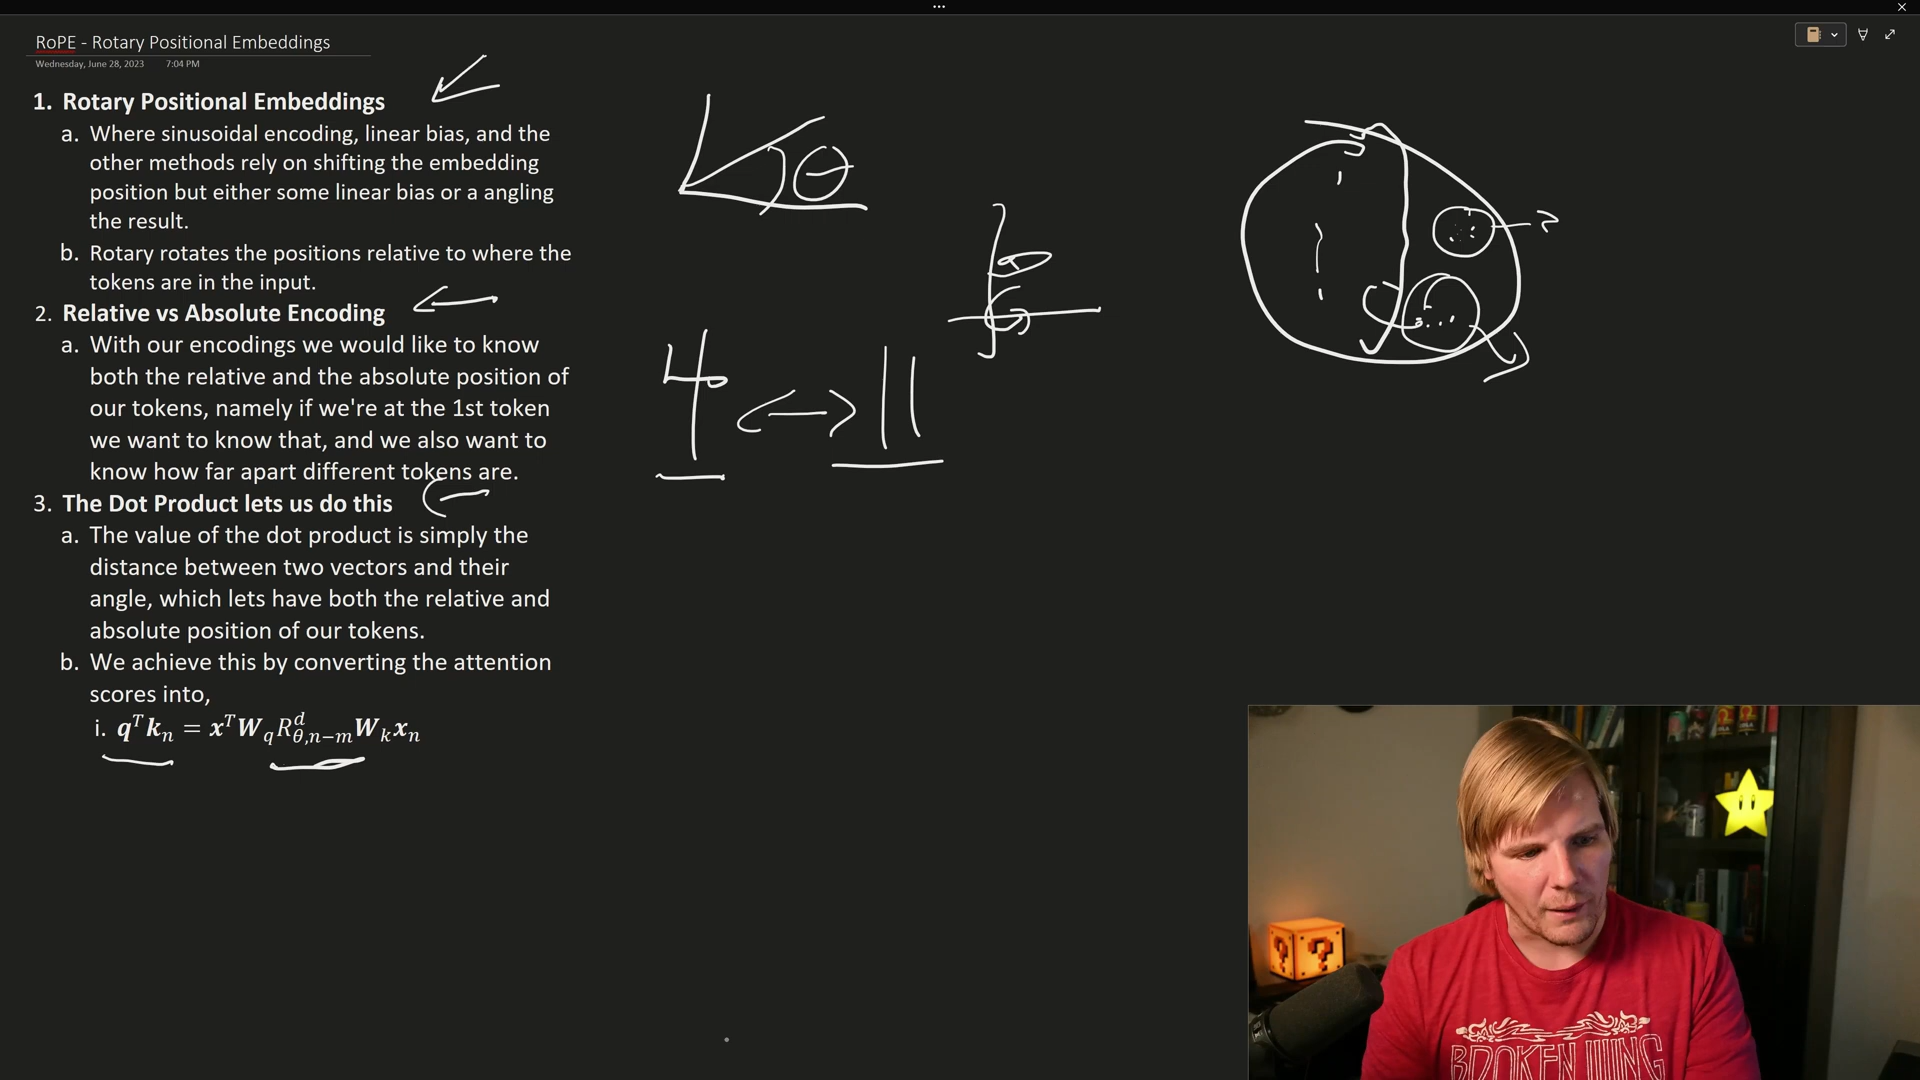 RoPE - Rotary Positional Embeddings
Wednesday, June 28, 2023 7:04 PM
1. Rotary Positional Embeddings
a. Where sinusoidal encoding, linear bias, and the
other methods rely on shifting the embedding
position but either some linear bias or a angling
the result.
b. Rotary rotates the positions relative to where the
tokens are in the input.
2. Relative vs Absolute Encoding
a. With our encodings we would like to know
both the relative and the absolute position of
our tokens, namely if we're at the 1st token
we want to know that, and we also want to
know how far apart different tokens are.
3. The Dot Product lets us do this
a. The value of the dot product is simply the
distance between two vectors and their
angle, which lets have both the relative and
absolute position of our tokens.
b. We achieve this by converting the attention
scores into,
i. $q^T k_n = x^T W_q R^d_{\theta,n-m} W_k x_n$
θ
4 ↔ 11
? ?
BROKEN